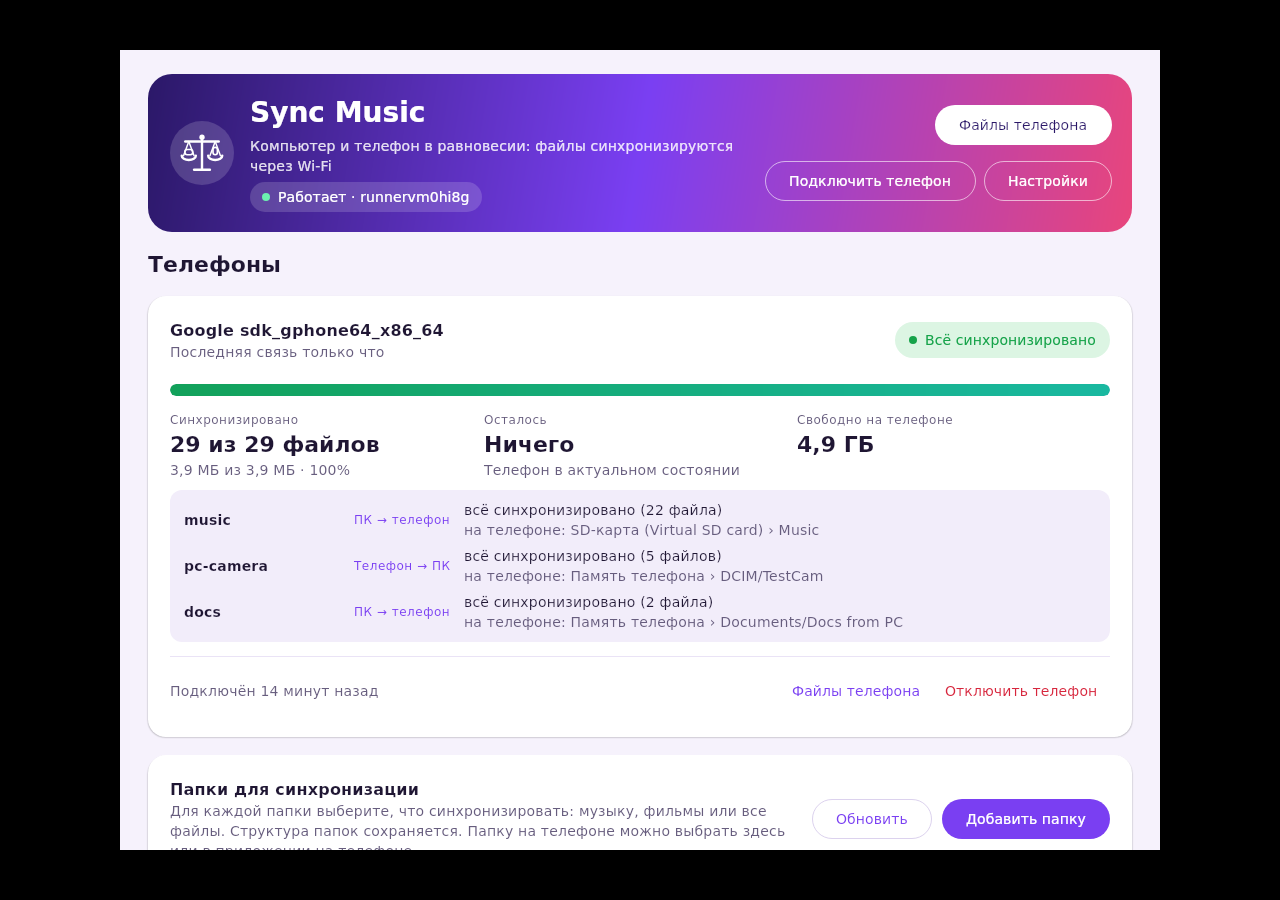 Sync Music
Компьютер и телефон в равновесии: файлы синхронизируются
через Wi-Fi
Работает · runnervm0hi8g
Файлы телефона
Подключить телефон
Настройки
Телефоны
Google sdk_gphone64_x86_64
Последняя связь только что
Всё синхронизировано
Синхронизировано
29 из 29 файлов
3,9 МБ из 3,9 МБ · 100%
Осталось
Ничего
Телефон в актуальном состоянии
Свободно на телефоне
4,9 ГБ
music
ПК → телефон
всё синхронизировано (22 файла)
на телефоне: SD-карта (Virtual SD card) › Music
pc-camera
Телефон → ПК
всё синхронизировано (5 файлов)
на телефоне: Память телефона › DCIM/TestCam
docs
ПК → телефон
всё синхронизировано (2 файла)
на телефоне: Память телефона › Documents/Docs from PC
Подключён 14 минут назад
Файлы телефона
Отключить телефон
Папки для синхронизации
Для каждой папки выберите, что синхронизировать: музыку, фильмы или все
файлы. Структура папок сохраняется. Папку на телефоне можно выбрать здесь
или в приложении на телефоне.
Обновить
Добавить папку